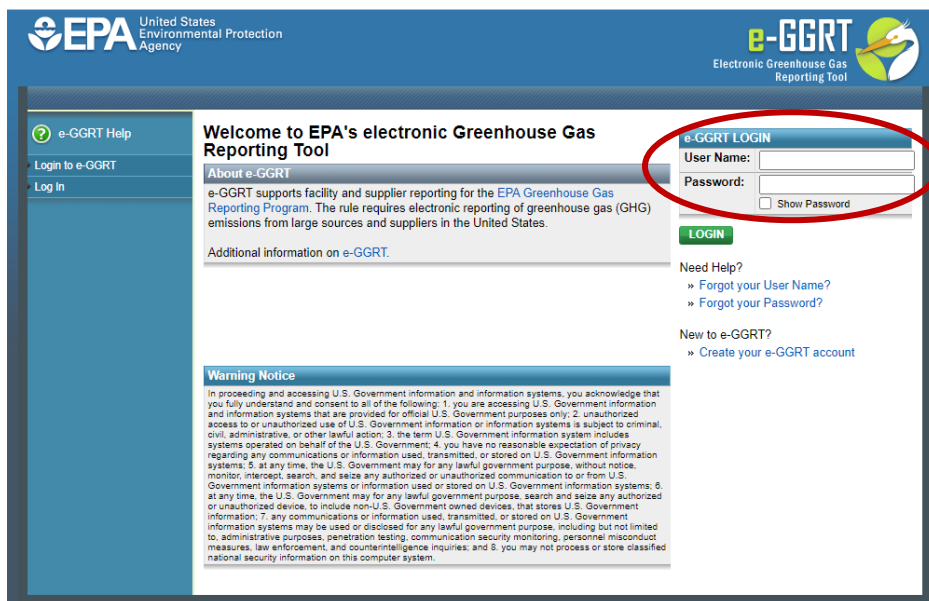 EPA
United States
Environmental Protection
Agency
e-GGRT
Electronic Greenhouse Gas
Reporting Tool
? e-GGRT Help
Login to e-GGRT
Log In
Welcome to EPA's electronic Greenhouse Gas
Reporting Tool
About e-GGRT
e-GGRT supports facility and supplier reporting for the EPA Greenhouse Gas
Reporting Program. The rule requires electronic reporting of greenhouse gas (GHG)
emissions from large sources and suppliers in the United States.
Additional information on e-GGRT.
e-GGRT LOGIN
User Name:
Password:
Show Password
LOGIN
Need Help?
» Forgot your User Name?
» Forgot your Password?
New to e-GGRT?
» Create your e-GGRT account
Warning Notice
In proceeding and accessing U.S. Government information and information systems, you acknowledge that
you fully understand and consent to all of the following: 1. you are accessing U.S. Government information
and information systems that are provided for official U.S. Government purposes only; 2. unauthorized
access to or unauthorized use of U.S. Government information or information systems is subject to criminal,
civil, administrative, or other lawful action; 3. the term U.S. Government information system includes
systems operated on behalf of the U.S. Government; 4. you have no reasonable expectation of privacy
regarding any communications or information used, transmitted, or stored on U.S. Government information
systems; 5. at any time, the U.S. Government may for any lawful government purpose, without notice,
monitor, intercept, search, and seize any authorized or unauthorized communication to or from U.S.
Government information systems or information used or stored on U.S. Government information systems; 6.
at any time, the U.S. Government may for any lawful government purpose, search and seize any authorized
or unauthorized device, to include non-U.S. Government owned devices, that stores U.S. Government
information; 7. any communications or information used, transmitted, or stored on U.S. Government
information systems may be used or disclosed for any lawful government purpose, including but not limited
to, administrative purposes, penetration testing, communication security monitoring, personnel misconduct
measures, law enforcement, and counterintelligence inquiries; and 8. you may not process or store classified
national security information on this computer system.